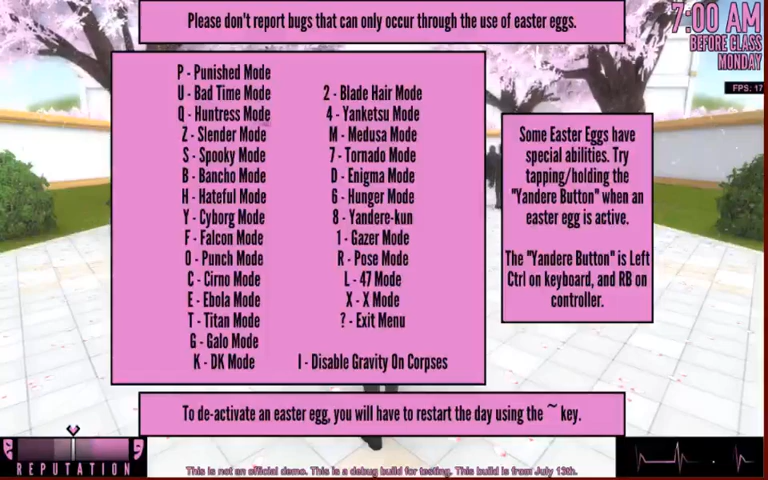 Please don't report bugs that can only occur through the use of easter eggs.
7:00 AM
BEFORE CLASS
MONDAY
FPS: 17
P - Punished Mode
U - Bad Time Mode
Q - Huntress Mode
Z - Slender Mode
S - Spooky Mode
B - Bancho Mode
H - Hateful Mode
Y - Cyborg Mode
F - Falcon Mode
O - Punch Mode
C - Cirno Mode
E - Ebola Mode
T - Titan Mode
G - Galo Mode
K - DK Mode
2 - Blade Hair Mode
4 - Yanketsu Mode
M - Medusa Mode
7 - Tornado Mode
D - Enigma Mode
6 - Hunger Mode
8 - Yandere-kun
1 - Gazer Mode
R - Pose Mode
L - 47 Mode
X - X Mode
? - Exit Menu
I - Disable Gravity On Corpses
Some Easter Eggs have
special abilities. Try
tapping/holding the
"Yandere Button" when an
easter egg is active.
The "Yandere Button" is Left
Ctrl on keyboard, and RB on
controller.
To de-activate an easter egg, you will have to restart the day using the ~ key.
REPUTATION
This is not an official demo. This is a debug build for testing. This build is from July 13th.